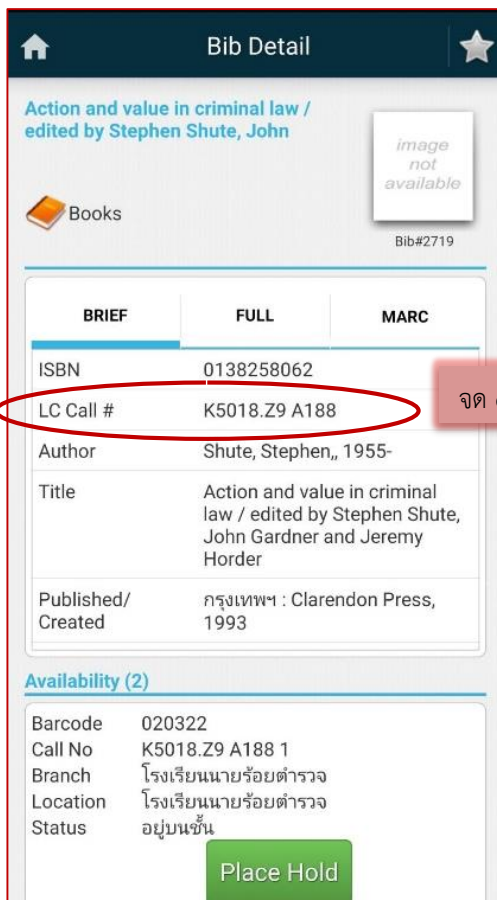 Bib Detail
Action and value in criminal law /
edited by Stephen Shute, John
image
not
available
Books
Bib#2719
BRIEF FULL MARC
ISBN 0138258062
LC Call # K5018.Z9 A188
จด
Author Shute, Stephen,, 1955-
Title Action and value in criminal
law / edited by Stephen Shute,
John Gardner and Jeremy
Horder
Published/ กรุงเทพฯ : Clarendon Press,
Created 1993
Availability (2)
Barcode 020322
Call No K5018.Z9 A188 1
Branch โรงเรียนนายร้อยตำรวจ
Location โรงเรียนนายร้อยตำรวจ
Status อยู่บนชั้น
Place Hold